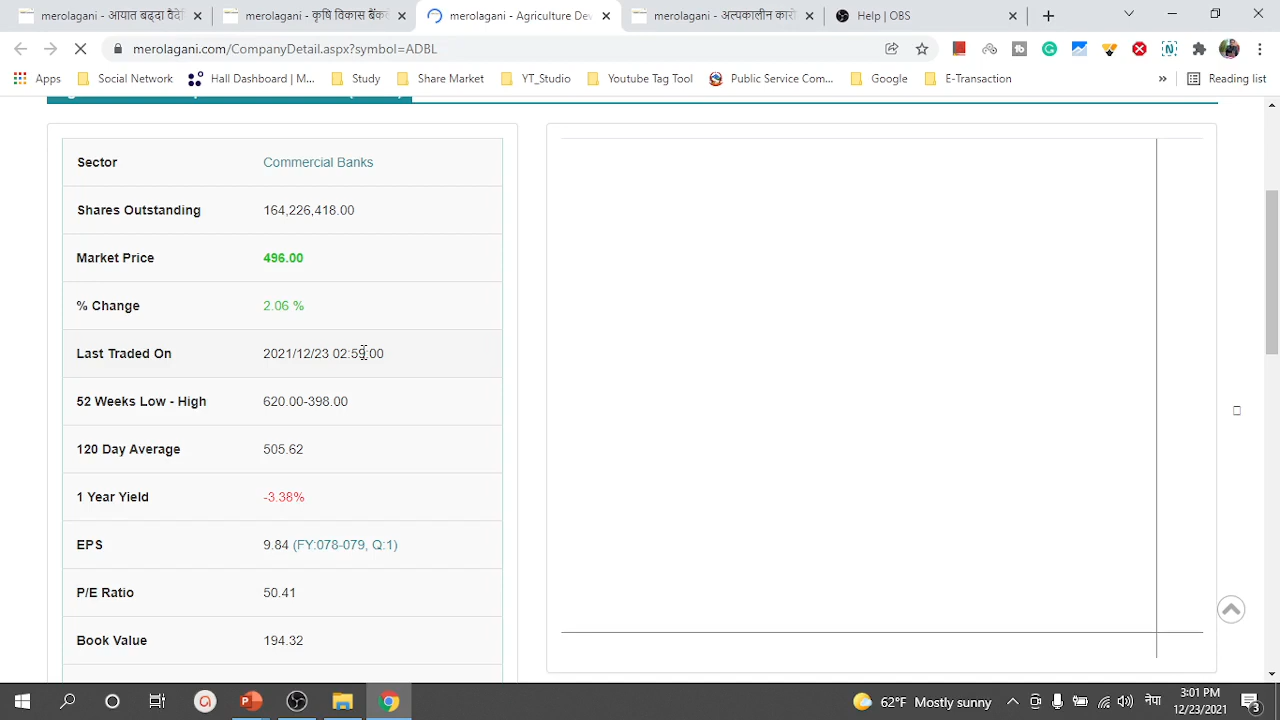 merolagani - आयात बढ्दा वैदे
merolagani - कृषि विकास बैंक
merolagani - Agriculture De
merolagani - अत्यकालीन कारो
Help | OBS
merolagani.com/CompanyDetail.aspx?symbol=ADBL
Apps
Social Network
Hall Dashboard | M...
Study
Share Market
YT_Studio
Youtube Tag Tool
Public Service Com...
Google
E-Transaction
»
Reading list
Sector Commercial Banks
Shares Outstanding 164,226,418.00
Market Price 496.00
% Change 2.06 %
Last Traded On 2021/12/23 02:59:00
52 Weeks Low - High 620.00-398.00
120 Day Average 505.62
1 Year Yield -3.38%
EPS 9.84 (FY:078-079, Q:1)
P/E Ratio 50.41
Book Value 194.32
62°F Mostly sunny
नेपा
3:01 PM
12/23/2021
3